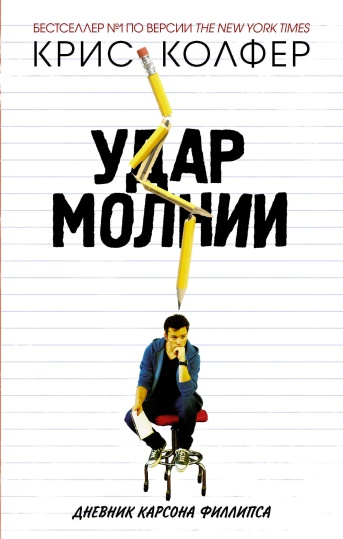 БЕСТСЕЛЛЕР №1 ПО ВЕРСИИ THE NEW YORK TIMES
КРИС КОЛФЕР
УДАР
МОЛНИИ
ДНЕВНИК КАРСОНА ФИЛЛИПСА